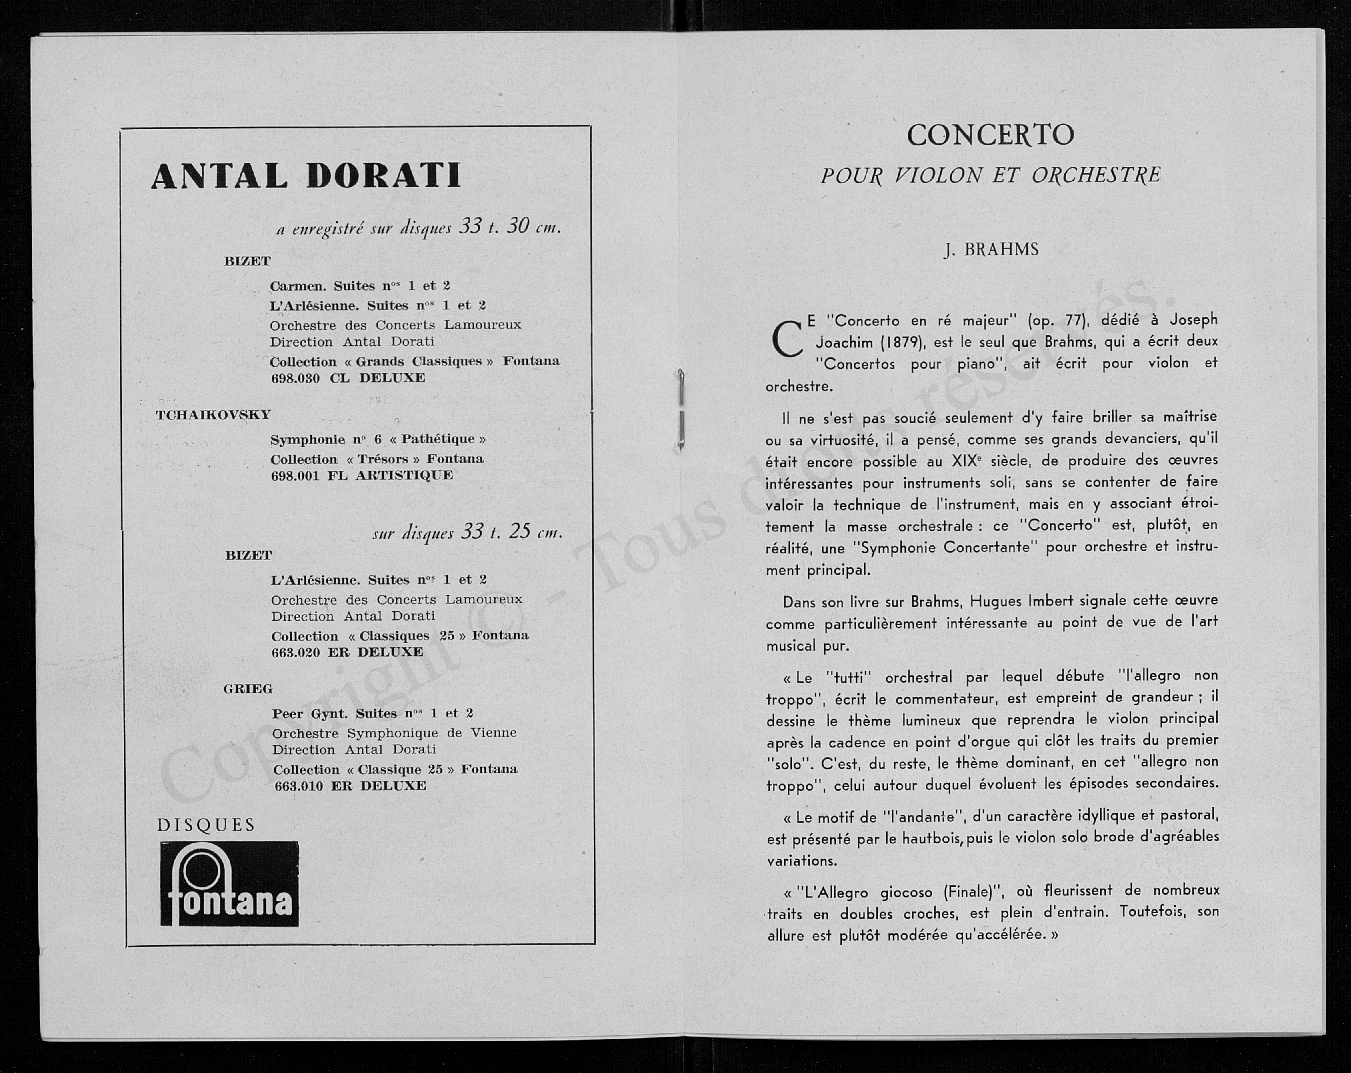 ANTAL DORATI
a enregistré sur disques 33 t. 30 cm.
BIZET
Carmen. Suites nos 1 et 2
L'Arlésienne. Suites nos 1 et 2
Orchestre des Concerts Lamoureux
Direction Antal Dorati
Collection « Grands Classiques » Fontana
698.030 CL DELUXE
TCHAIKOVSKY
Symphonie no 6 « Pathétique »
Collection « Trésors » Fontana
698.001 FL ARTISTIQUE
sur disques 33 t. 25 cm.
BIZET
L'Arlésienne. Suites nos 1 et 2
Orchestre des Concerts Lamoureux
Direction Antal Dorati
Collection « Classiques 25 » Fontana
663.020 ER DELUXE
GRIEG
Peer Gynt. Suites nos 1 et 2
Orchestre Symphonique de Vienne
Direction Antal Dorati
Collection « Classique 25 » Fontana
663.010 ER DELUXE
DISQUES
fontana
CONCERTO
POUR VIOLON ET ORCHESTRE
J. BRAHMS
CE "Concerto en ré majeur" (op. 77), dédié à Joseph
Joachim (1879), est le seul que Brahms, qui a écrit deux
"Concertos pour piano", ait écrit pour violon et
orchestre.
Il ne s'est pas soucié seulement d'y faire briller sa maîtrise
ou sa virtuosité, il a pensé, comme ses grands devanciers, qu'il
était encore possible au XIXe siècle, de produire des œuvres
intéressantes pour instruments soli, sans se contenter de faire
valoir la technique de l'instrument, mais en y associant étroi-
tement la masse orchestrale : ce "Concerto" est, plutôt, en
réalité, une "Symphonie Concertante" pour orchestre et instru-
ment principal.
Dans son livre sur Brahms, Hugues Imbert signale cette œuvre
comme particulièrement intéressante au point de vue de l'art
musical pur.
« Le "tutti" orchestral par lequel débute "l'allegro non
troppo", écrit le commentateur, est empreint de grandeur ; il
dessine le thème lumineux que reprendra le violon principal
après la cadence en point d'orgue qui clôt les traits du premier
"solo". C'est, du reste, le thème dominant, en cet "allegro non
troppo", celui autour duquel évoluent les épisodes secondaires.
« Le motif de "l'andante", d'un caractère idyllique et pastoral,
est présenté par le hautbois, puis le violon solo brode d'agréables
variations.
« "L'Allegro giocoso (Finale)", où fleurissent de nombreux
traits en doubles croches, est plein d'entrain. Toutefois, son
allure est plutôt modérée qu'accélérée. »
Copyright © - Tous droits réservés.